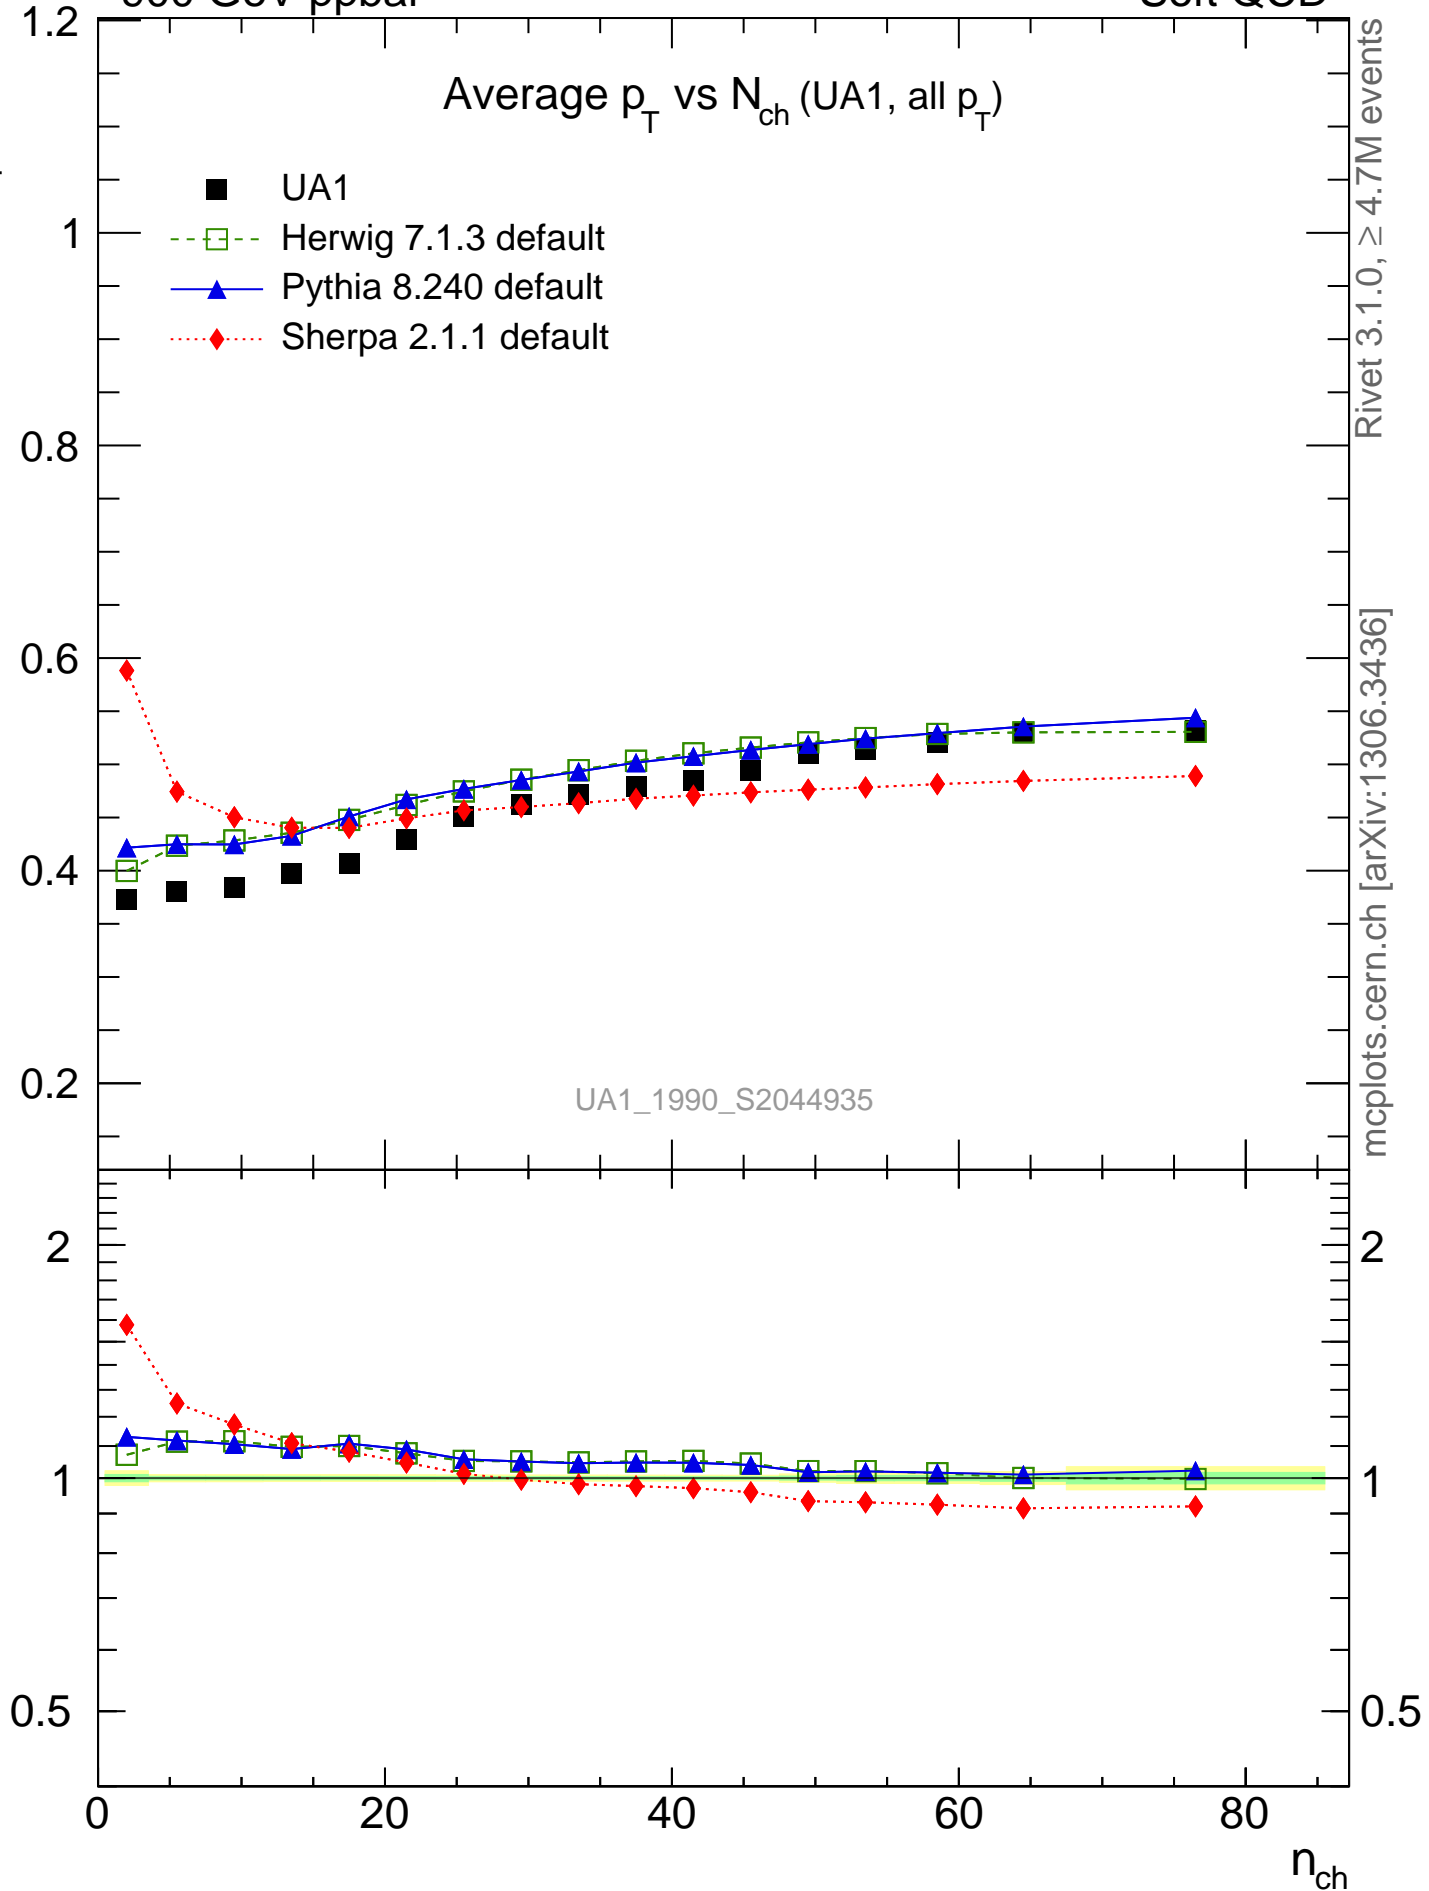 Average p_T vs N_ch (UA1, all p_T)
UA1
Herwig 7.1.3 default
Pythia 8.240 default
Sherpa 2.1.1 default
1.2
1
0.8
0.6
0.4
0.2
UA1_1990_S2044935
Rivet 3.1.0, ≥ 4.7M events
mcplots.cern.ch [arXiv:1306.3436]
2
1
0.5
2
1
0.5
0
20
40
60
80
n_ch